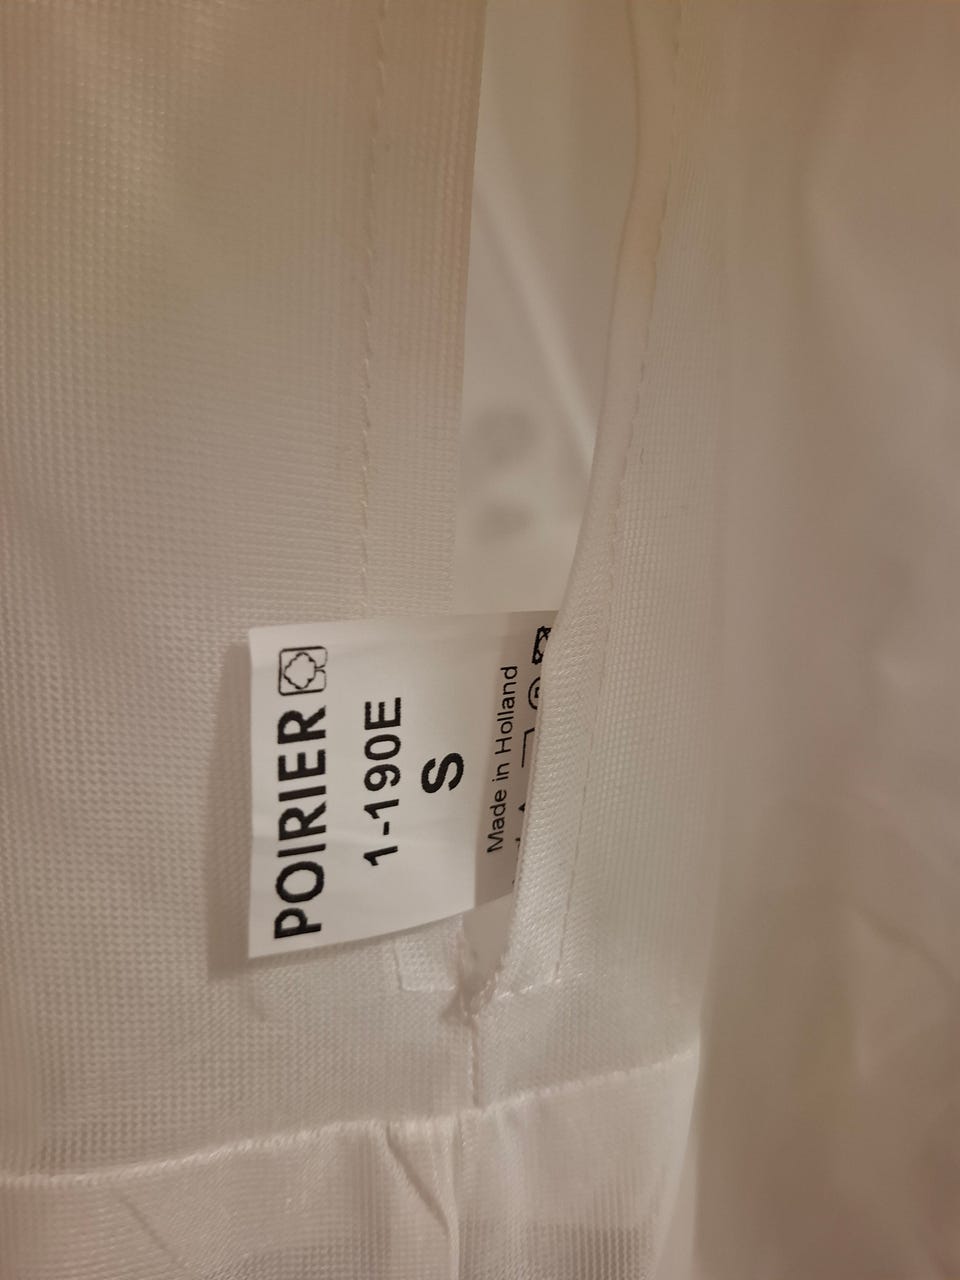 POIRIER
1-190E
S
Made in Holland